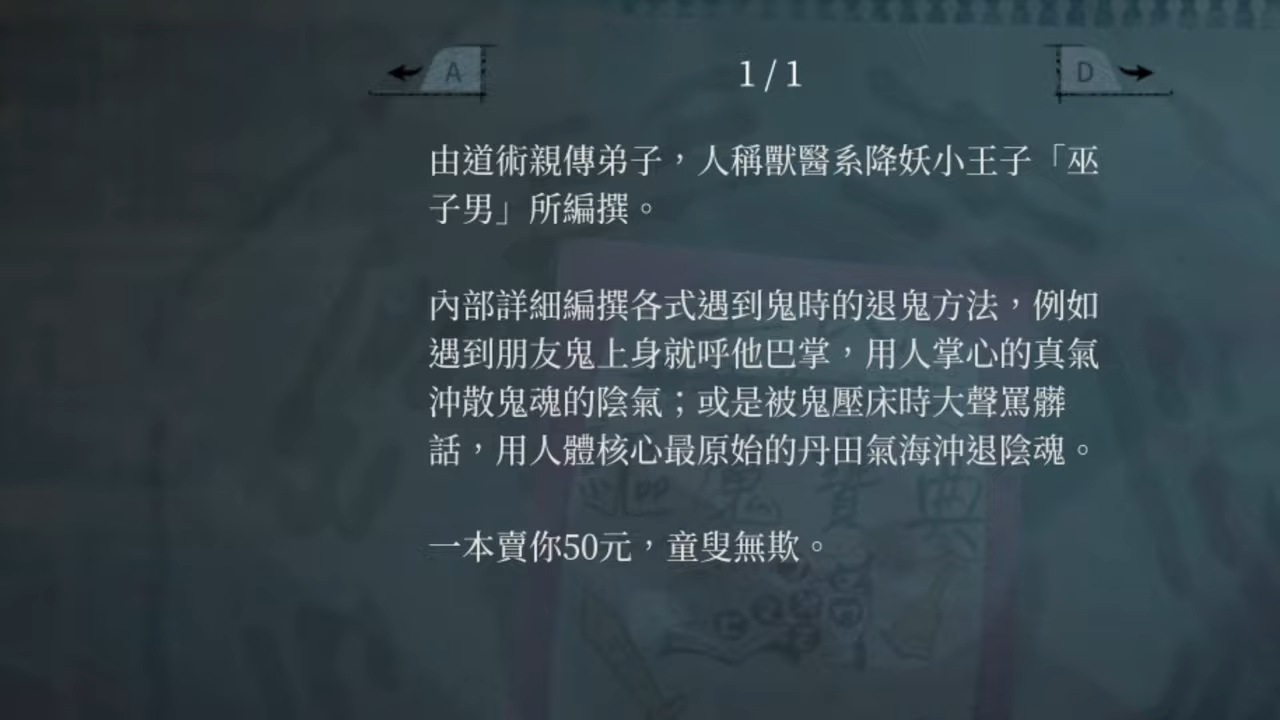 A
1/1
D
由道術親傳弟子，人稱獸醫系降妖小王子「巫
子男」所編撰。
內部詳細編撰各式遇到鬼時的退鬼方法，例如
遇到朋友鬼上身就呼他巴掌，用人掌心的真氣
沖散鬼魂的陰氣；或是被鬼壓床時大聲罵髒
話，用人體核心最原始的丹田氣海沖退陰魂。
驅鬼寶典
一本賣你50元，童叟無欺。